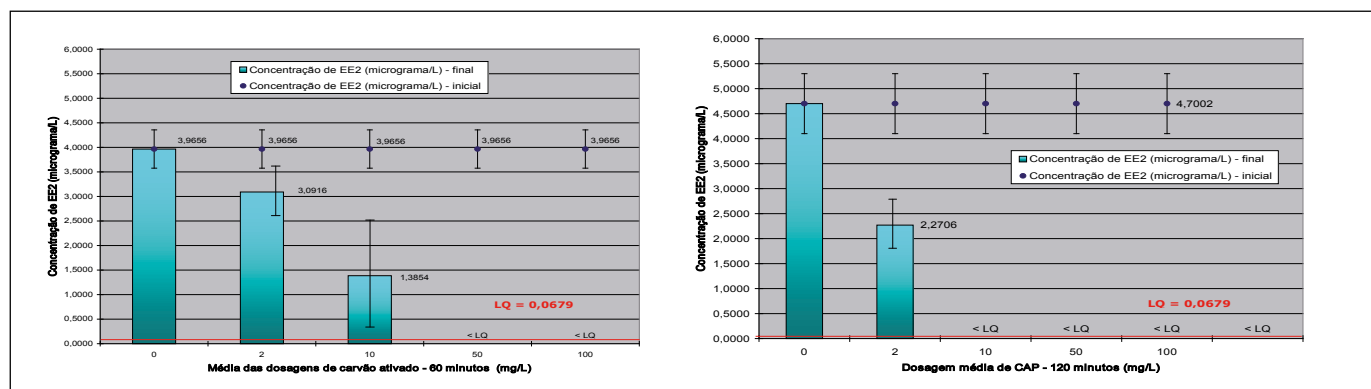 6,0000
5,5000
5,0000
4,5000
4,0000
3,5000
3,0000
2,5000
2,0000
1,5000
1,0000
0,5000
0,0000
Concentração de EE2 (micrograma/L)
Concentração de EE2 (micrograma/L) - final
Concentração de EE2 (micrograma/L) - inicial
3,9656
3,9656
3,9656
3,9656
3,9656
3,0916
1,3854
LQ = 0,0679
< LQ
< LQ
0
2
10
50
100
Média das dosagens de carvão ativado - 60 minutos (mg/L)
6,0000
5,5000
5,0000
4,5000
4,0000
3,5000
3,0000
2,5000
2,0000
1,5000
1,0000
0,5000
0,0000
Concentração de EE2 (micrograma/L)
4,7002
Concentração de EE2 (micrograma/L) - final
Concentração de EE2 (micrograma/L) - inicial
2,2706
LQ = 0,0679
< LQ
< LQ
< LQ
< LQ
0
2
10
50
100
Dosagem média de CAP - 120 minutos (mg/L)